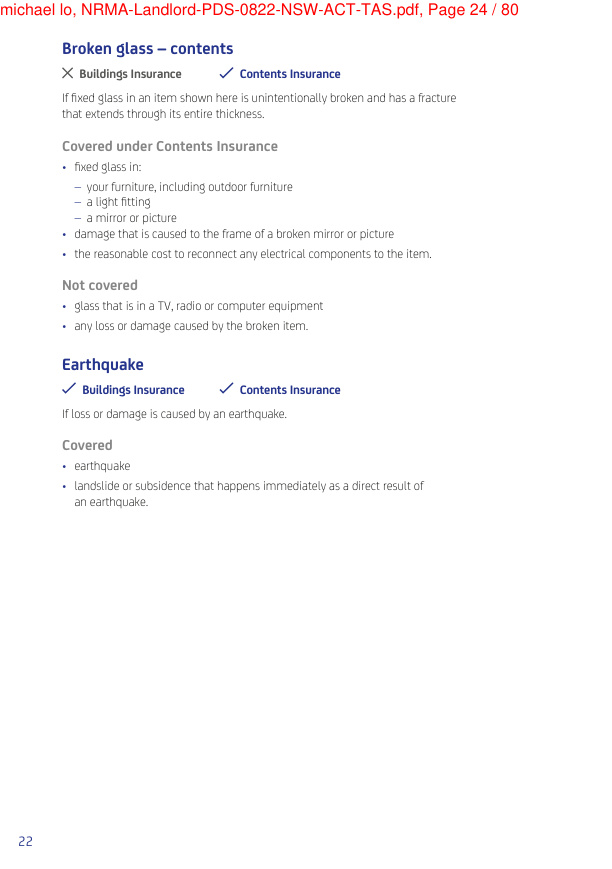 michael lo, NRMA-Landlord-PDS-0822-NSW-ACT-TAS.pdf, Page 24 / 80
Broken glass – contents
Buildings Insurance Contents Insurance
If fixed glass in an item shown here is unintentionally broken and has a fracture
that extends through its entire thickness.
Covered under Contents Insurance
• fixed glass in:
– your furniture, including outdoor furniture
– a light fitting
– a mirror or picture
• damage that is caused to the frame of a broken mirror or picture
• the reasonable cost to reconnect any electrical components to the item.
Not covered
• glass that is in a TV, radio or computer equipment
• any loss or damage caused by the broken item.
Earthquake
Buildings Insurance Contents Insurance
If loss or damage is caused by an earthquake.
Covered
• earthquake
• landslide or subsidence that happens immediately as a direct result of
an earthquake.
22